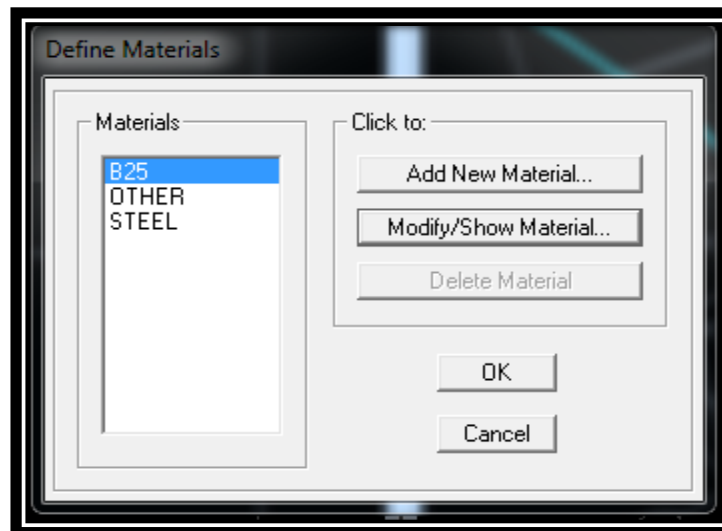 Define Materials
Materials
B25
OTHER
STEEL
Click to:
Add New Material...
Modify/Show Material...
Delete Material
OK
Cancel